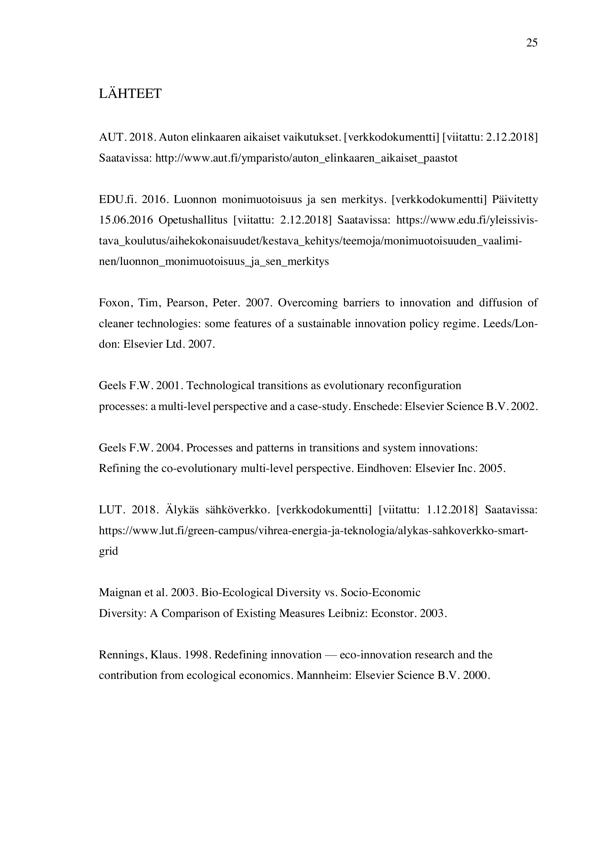 25
LÄHTEET
AUT. 2018. Auton elinkaaren aikaiset vaikutukset. [verkkodokumentti] [viitattu: 2.12.2018]
Saatavissa: http://www.aut.fi/ymparisto/auton_elinkaaren_aikaiset_paastot
EDU.fi. 2016. Luonnon monimuotoisuus ja sen merkitys. [verkkodokumentti] Päivitetty
15.06.2016 Opetushallitus [viitattu: 2.12.2018] Saatavissa: https://www.edu.fi/yleissivis-
tava_koulutus/aihekokonaisuudet/kestava_kehitys/teemoja/monimuotoisuuden_vaalimi-
nen/luonnon_monimuotoisuus_ja_sen_merkitys
Foxon, Tim, Pearson, Peter. 2007. Overcoming barriers to innovation and diffusion of
cleaner technologies: some features of a sustainable innovation policy regime. Leeds/Lon-
don: Elsevier Ltd. 2007.
Geels F.W. 2001. Technological transitions as evolutionary reconfiguration
processes: a multi-level perspective and a case-study. Enschede: Elsevier Science B.V. 2002.
Geels F.W. 2004. Processes and patterns in transitions and system innovations:
Refining the co-evolutionary multi-level perspective. Eindhoven: Elsevier Inc. 2005.
LUT. 2018. Älykäs sähköverkko. [verkkodokumentti] [viitattu: 1.12.2018] Saatavissa:
https://www.lut.fi/green-campus/vihrea-energia-ja-teknologia/alykas-sahkoverkko-smart-
grid
Maignan et al. 2003. Bio-Ecological Diversity vs. Socio-Economic
Diversity: A Comparison of Existing Measures Leibniz: Econstor. 2003.
Rennings, Klaus. 1998. Redefining innovation — eco-innovation research and the
contribution from ecological economics. Mannheim: Elsevier Science B.V. 2000.